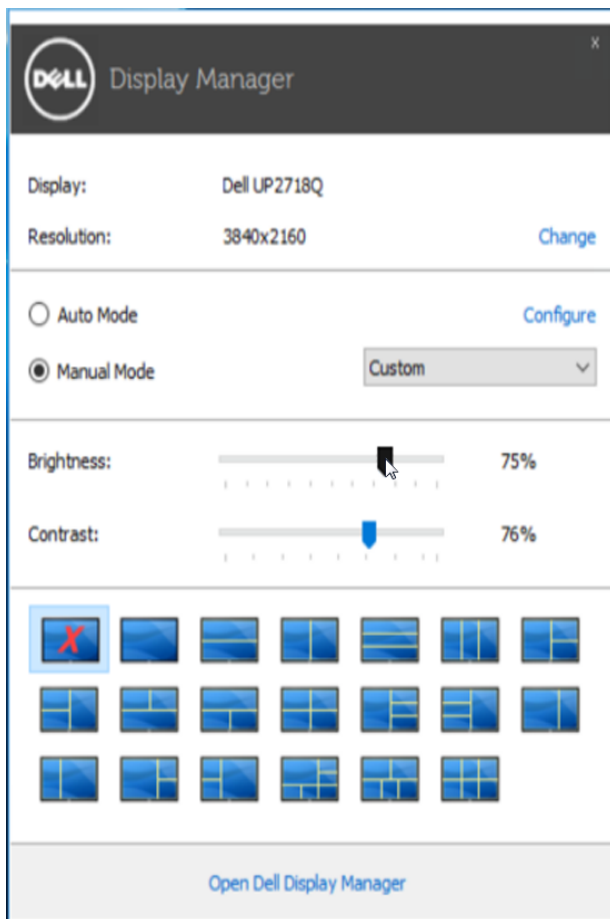 DELL Display Manager x
Display: Dell UP2718Q
Resolution: 3840x2160 Change
Auto Mode Configure
Manual Mode Custom
Brightness: 75%
Contrast: 76%
Open Dell Display Manager